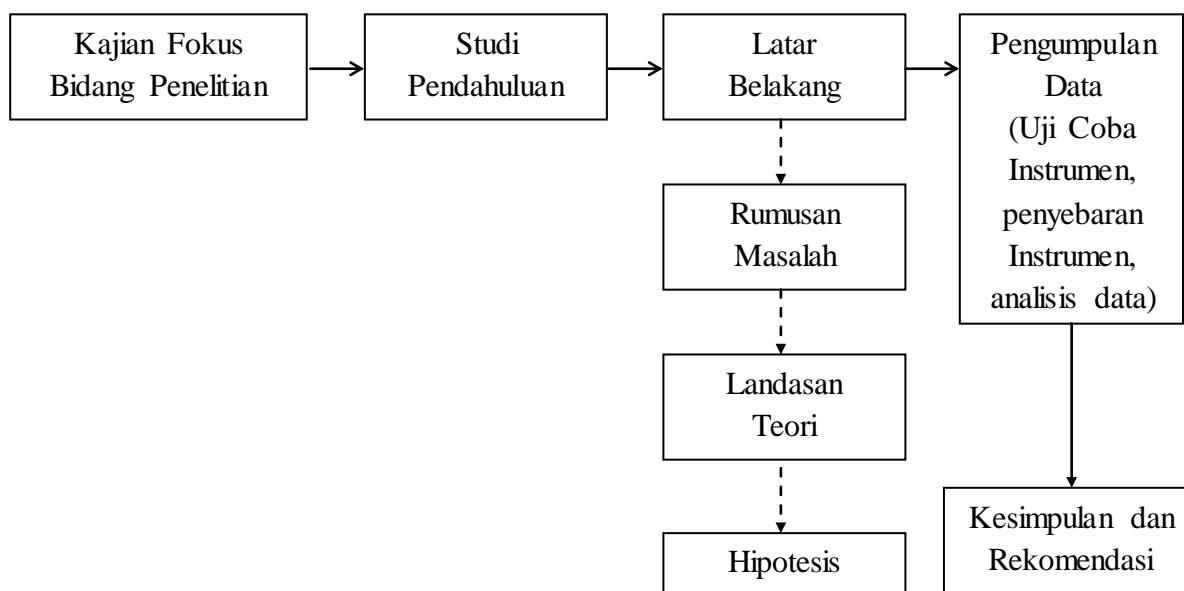 Kajian Fokus
Bidang Penelitian
Studi
Pendahuluan
Latar
Belakang
Pengumpulan
Data
(Uji Coba
Instrumen,
penyebaran
Instrumen,
analisis data)
Rumusan
Masalah
Landasan
Teori
Hipotesis
Kesimpulan dan
Rekomendasi